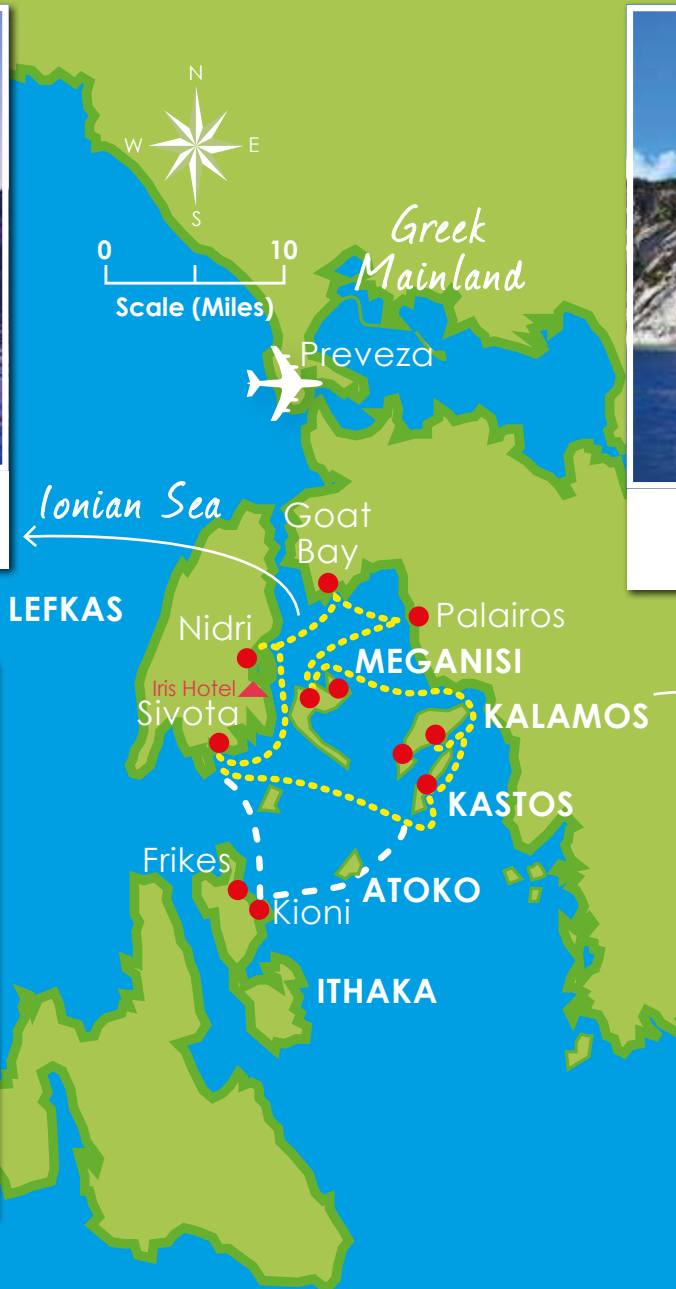 N
W
E
S
0
10
Scale (Miles)
Greek
Mainland
Preveza
Ionian Sea
Goat
Bay
LEFKAS
Nidri
Palairos
MEGANISI
Iris Hotel
Sivota
KALAMOS
KASTOS
Frikes
ATOKO
Kioni
ITHAKA